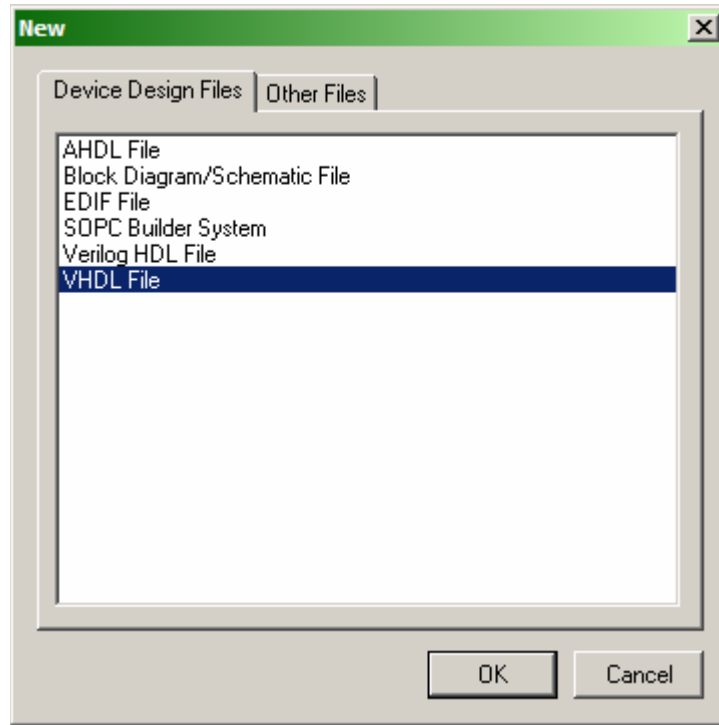 New
Device Design Files Other Files
AHDL File
Block Diagram/Schematic File
EDIF File
SOPC Builder System
Verilog HDL File
VHDL File
OK Cancel